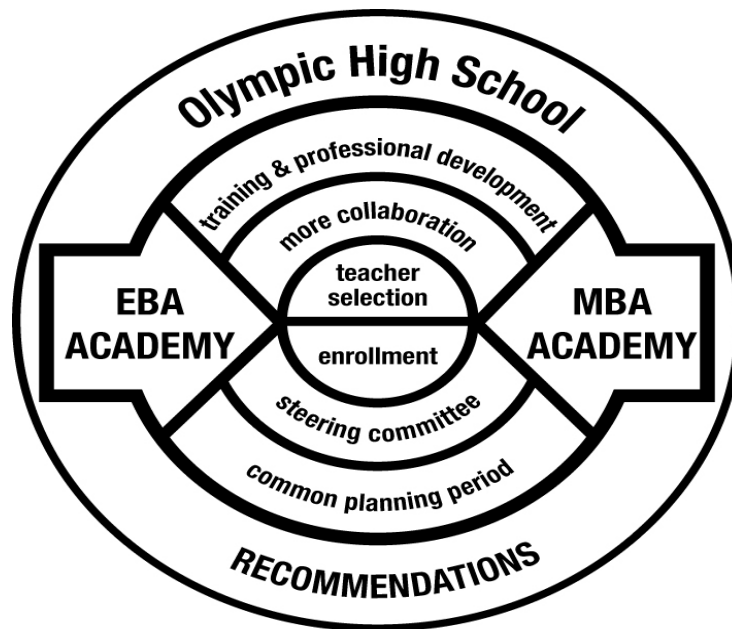 Olympic High School
training & professional development
more collaboration
teacher
selection
EBA
ACADEMY
MBA
ACADEMY
enrollment
steering committee
common planning period
RECOMMENDATIONS